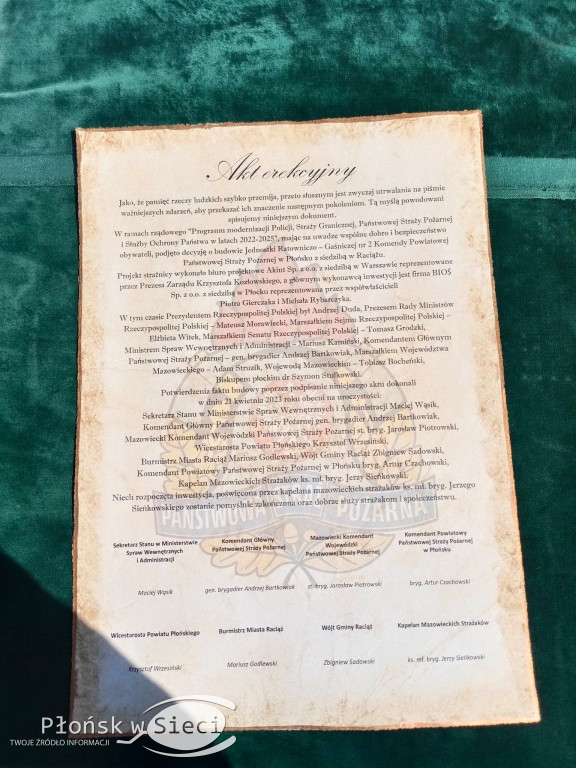 Akt erekcyjny
Jako, że pamięć rzeczy ludzkich szybko przemija, przeto słusznym jest zwyczaj utrwalania na piśmie
ważniejszych zdarzeń, aby przekazać ich znaczenie następnym pokoleniom. Tą myślą powodowani
spisujemy niniejszym dokument.
W ramach rządowego "Programu modernizacji Policji, Straży Granicznej, Państwowej Straży Pożarnej
i Służby Ochrony Państwa w latach 2022-2025", mając na uwadze wspólne dobro i bezpieczeństwo
obywateli, podjęto decyzję o budowie Jednostki Ratowniczo – Gaśniczej nr 2 Komendy Powiatowej
Państwowej Straży Pożarnej w Płońsku z siedzibą w Raciążu.
Projekt strażnicy wykonało biuro projektowe Akint Sp. z o.o. z siedzibą w Warszawie reprezentowane
przez Prezesa Zarządu Krzysztofa Kozłowskiego, a głównym wykonawcą inwestycji jest firma BIOŚ
Sp. z o.o. z siedzibą w Płocku reprezentowana przez współwłaścicieli
Piotra Gierczaka i Michała Rybarczyka.
W tym czasie Prezydentem Rzeczypospolitej Polskiej był Andrzej Duda, Prezesem Rady Ministrów
Rzeczypospolitej Polskiej – Mateusz Morawiecki, Marszałkiem Sejmu Rzeczypospolitej Polskiej –
Elżbieta Witek, Marszałkiem Senatu Rzeczypospolitej Polskiej – Tomasz Grodzki,
Ministrem Spraw Wewnętrznych i Administracji – Mariusz Kamiński, Komendantem Głównym
Państwowej Straży Pożarnej – gen. brygadier Andrzej Bartkowiak, Marszałkiem Województwa
Mazowieckiego – Adam Struzik, Wojewodą Mazowieckim – Tobiasz Bocheński,
Biskupem płockim dr Szymon Stułkowski.
Potwierdzenia faktu budowy poprzez podpisanie niniejszego aktu dokonali
w dniu 21 kwietnia 2023 roku obecni na uroczystości:
Sekretarz Stanu w Ministerstwie Spraw Wewnętrznych i Administracji Maciej Wąsik,
Komendant Główny Państwowej Straży Pożarnej gen. brygadier Andrzej Bartkowiak,
Mazowiecki Komendant Wojewódzki Państwowej Straży Pożarnej st. bryg. Jarosław Piotrowski,
Wicestarosta Powiatu Płońskiego Krzysztof Wrzesiński,
Burmistrz Miasta Raciąż Mariusz Godlewski, Wójt Gminy Raciąż Zbigniew Sadowski,
Komendant Powiatowy Państwowej Straży Pożarnej w Płońsku bryg. Artur Czachowski,
Kapelan Mazowieckich Strażaków ks. mł. bryg. Jerzy Sieńkowski.
Niech rozpoczęta inwestycja, poświęcona przez kapelana mazowieckich strażaków ks. mł. bryg. Jerzego
Sieńkowskiego zostanie pomyślnie zakończona oraz dobrze służy strażakom i społeczeństwu.
PAŃSTWOWA STRAŻ POŻARNA
Sekretarz Stanu w Ministerstwie
Spraw Wewnętrznych
i Administracji
Maciej Wąsik
Komendant Główny
Państwowej Straży Pożarnej
gen. brygadier Andrzej Bartkowiak
Mazowiecki Komendant
Wojewódzki
Państwowej Straży Pożarnej
st. bryg. Jarosław Piotrowski
Komendant Powiatowy
Państwowej Straży Pożarnej
w Płońsku
bryg. Artur Czachowski
Wicestarosta Powiatu Płońskiego
Krzysztof Wrzesiński
Burmistrz Miasta Raciąż
Mariusz Godlewski
Wójt Gminy Raciąż
Zbigniew Sadowski
Kapelan Mazowieckich Strażaków
ks. mł. bryg. Jerzy Sieńkowski
Płońsk w Sieci
TWOJE ŹRÓDŁO INFORMACJI